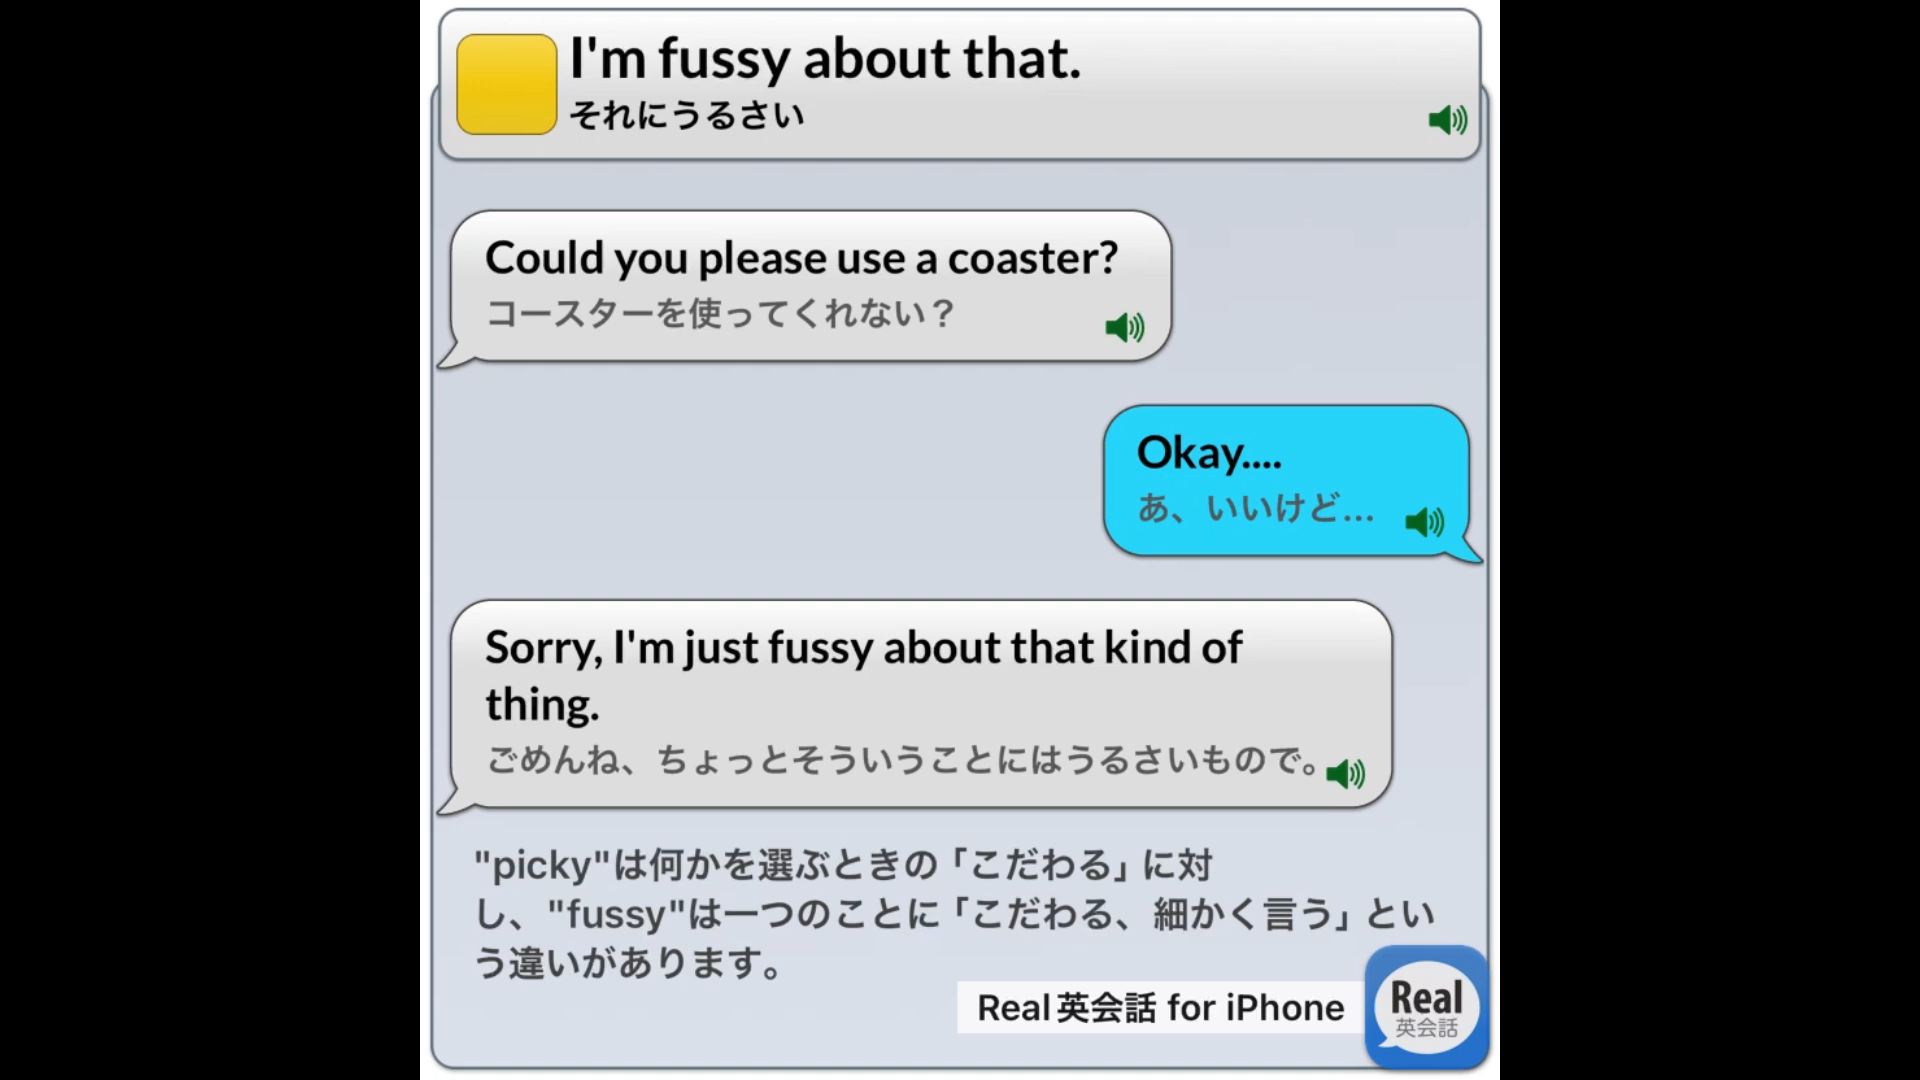 I'm fussy about that.
それにうるさい
Could you please use a coaster?
コースターを使ってくれない？
Okay....
あ、いいけど...
Sorry, I'm just fussy about that kind of
thing.
ごめんね、ちょっとそういうことにはうるさいもので。
"picky"は何かを選ぶときの「こだわる」に対
し、"fussy"は一つのことに「こだわる、細かく言う」とい
う違いがあります。
Real英会話 for iPhone
Real
英会話